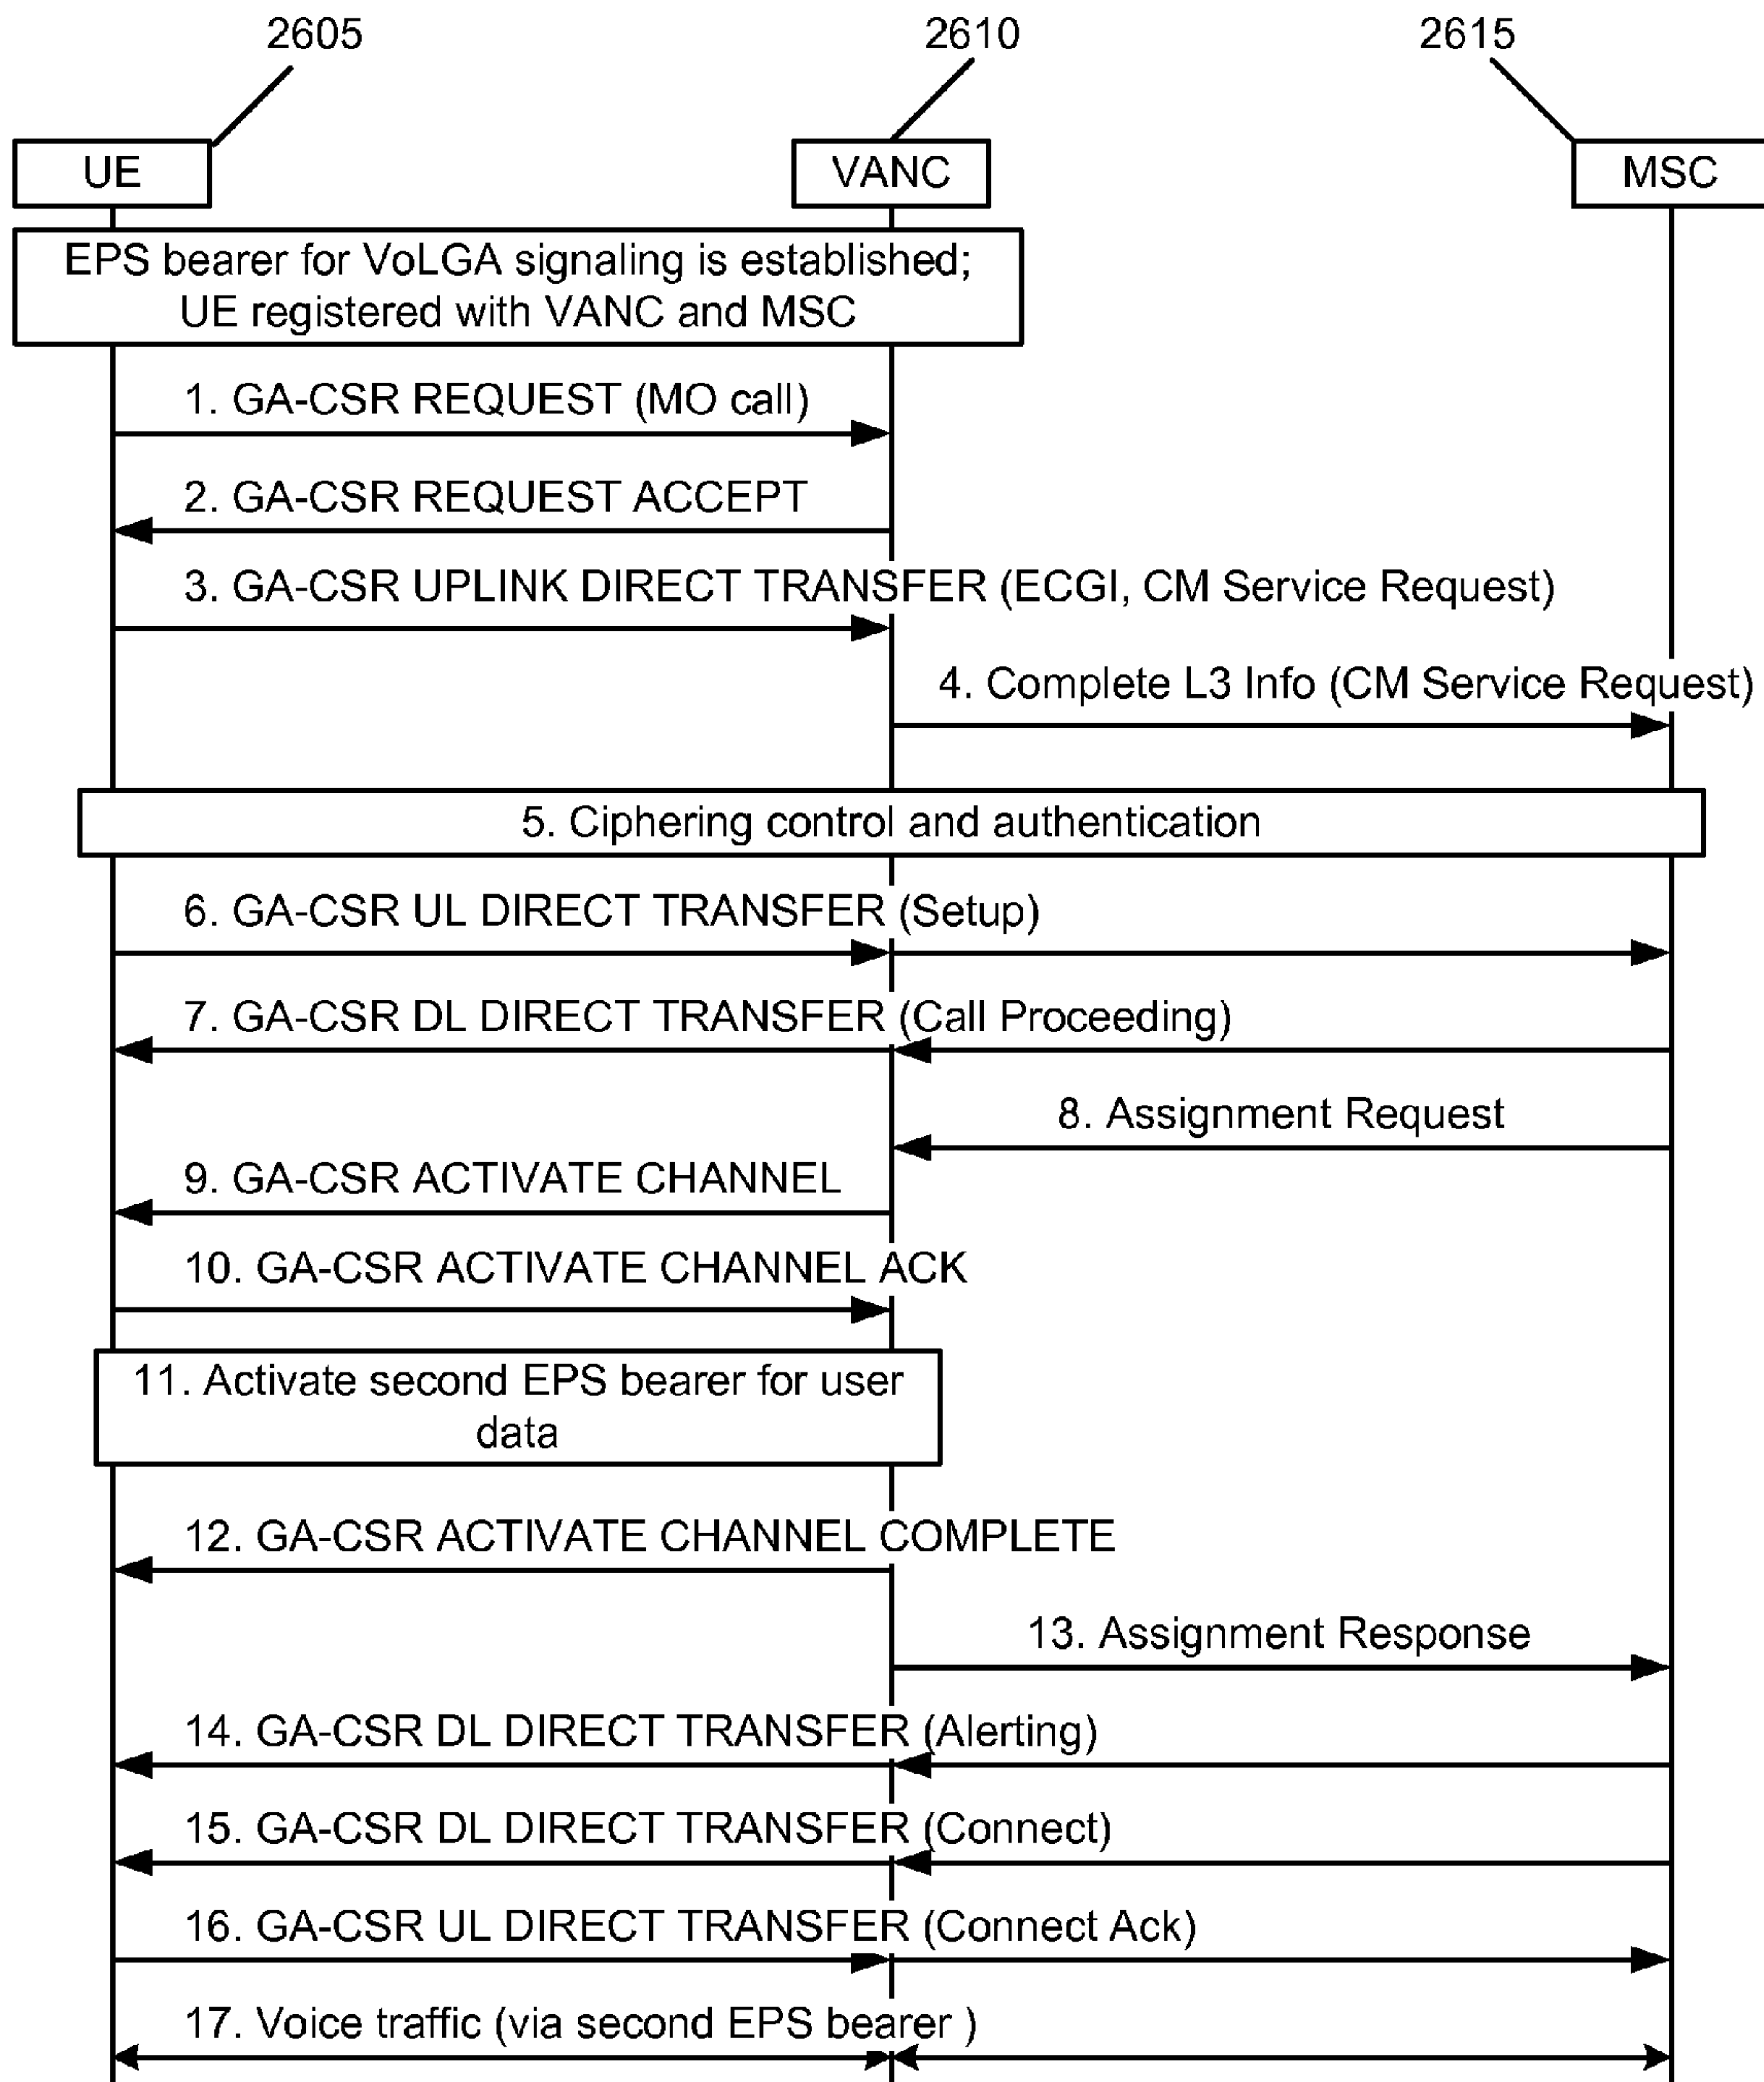 2605
2610
2615
UE
VANC
MSC
EPS bearer for VoLGA signaling is established;
UE registered with VANC and MSC
1. GA-CSR REQUEST (MO call)
2. GA-CSR REQUEST ACCEPT
3. GA-CSR UPLINK DIRECT TRANSFER (ECGI, CM Service Request)
4. Complete L3 Info (CM Service Request)
5. Ciphering control and authentication
6. GA-CSR UL DIRECT TRANSFER (Setup)
7. GA-CSR DL DIRECT TRANSFER (Call Proceeding)
8. Assignment Request
9. GA-CSR ACTIVATE CHANNEL
10. GA-CSR ACTIVATE CHANNEL ACK
11. Activate second EPS bearer for user
data
12. GA-CSR ACTIVATE CHANNEL COMPLETE
13. Assignment Response
14. GA-CSR DL DIRECT TRANSFER (Alerting)
15. GA-CSR DL DIRECT TRANSFER (Connect)
16. GA-CSR UL DIRECT TRANSFER (Connect Ack)
17. Voice traffic (via second EPS bearer )